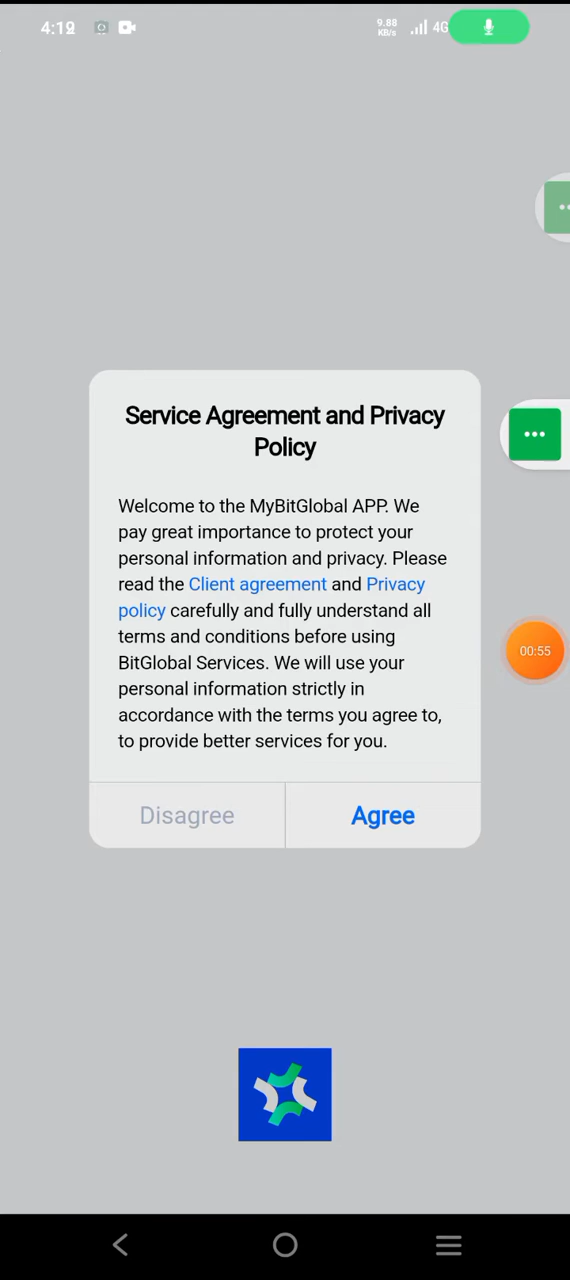 4:12
9.88
KB/s
4G
Service Agreement and Privacy
Policy
Welcome to the MyBitGlobal APP. We
pay great importance to protect your
personal information and privacy. Please
read the Client agreement and Privacy
policy carefully and fully understand all
terms and conditions before using
BitGlobal Services. We will use your
personal information strictly in
accordance with the terms you agree to,
to provide better services for you.
00:55
Disagree
Agree